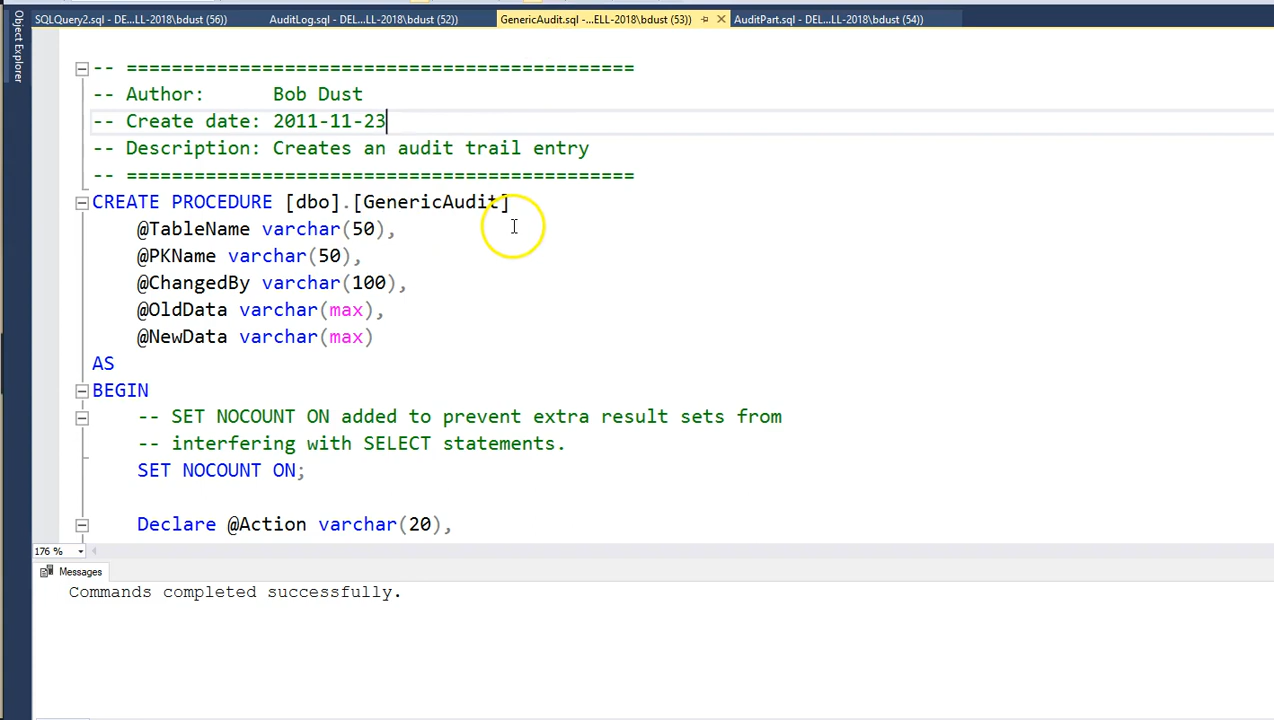 SQLQuery2.sql - DE...LL-2018\bdust (56))
AuditLog.sql - DEL...LL-2018\bdust (52))
GenericAudit.sql -...ELL-2018\bdust (53))
AuditPart.sql - DEL...LL-2018\bdust (54))
Object Explorer
-- =============================================
-- Author:      Bob Dust
-- Create date: 2011-11-23
-- Description: Creates an audit trail entry
-- =============================================
CREATE PROCEDURE [dbo].[GenericAudit]
@TableName varchar(50),
@PKName varchar(50),
@ChangedBy varchar(100),
@OldData varchar(max),
@NewData varchar(max)
AS
BEGIN
-- SET NOCOUNT ON added to prevent extra result sets from
-- interfering with SELECT statements.
SET NOCOUNT ON;
Declare @Action varchar(20),
176 %
Messages
Commands completed successfully.